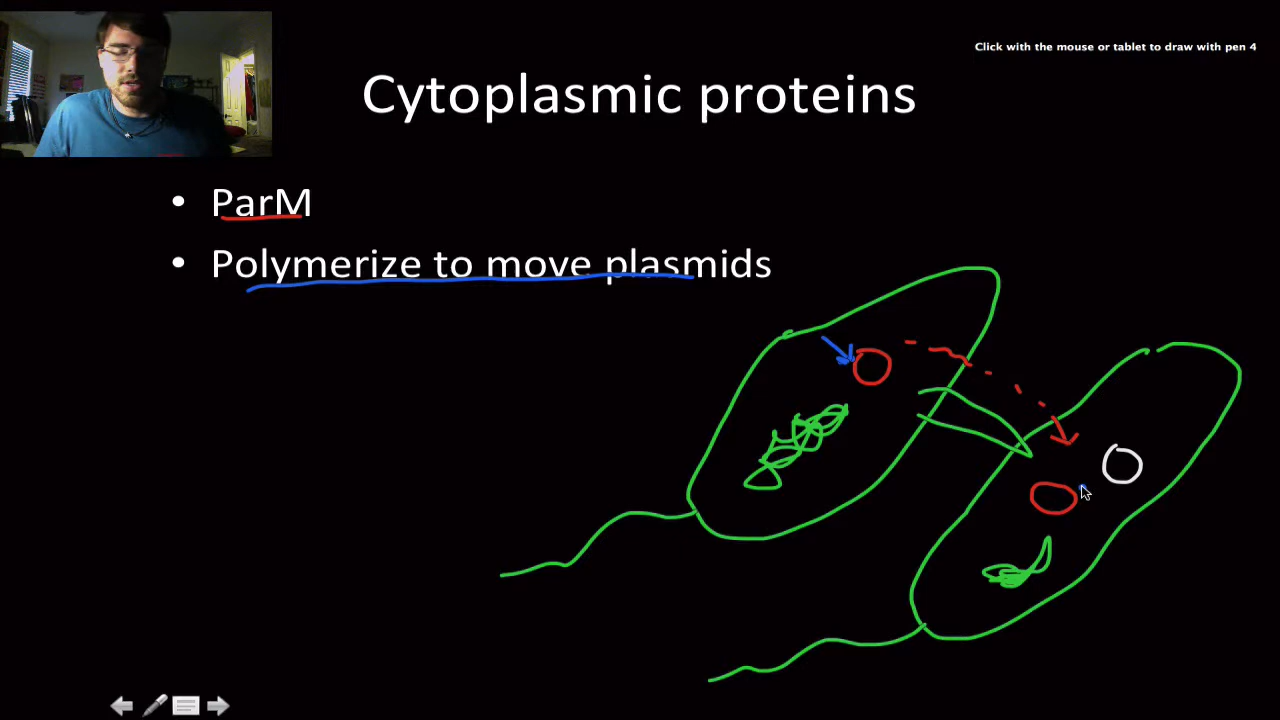 Click with the mouse or tablet to draw with pen 4
Cytoplasmic proteins
• ParM
• Polymerize to move plasmids